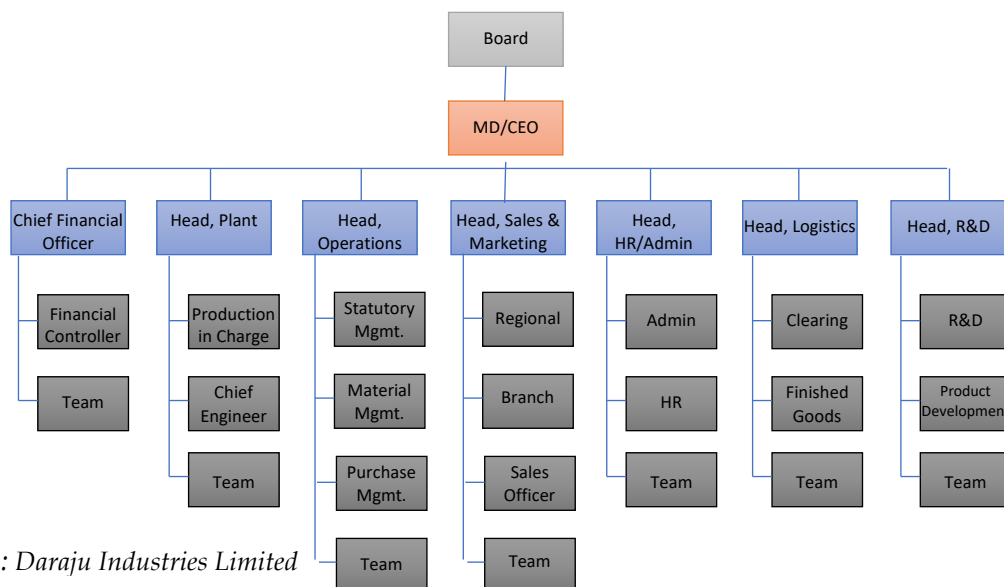 Board
MD/CEO
Chief Financial
Officer
Head, Plant
Head,
Operations
Head, Sales &
Marketing
Head,
HR/Admin
Head, Logistics
Head, R&D
Financial
Controller
Team
Production
in Charge
Chief
Engineer
Team
Statutory
Mgmt.
Material
Mgmt.
Purchase
Mgmt.
Team
Regional
Branch
Sales
Officer
Team
Admin
HR
Team
Clearing
Finished
Goods
Team
R&D
Product
Developmen
Team
: Daraju Industries Limited